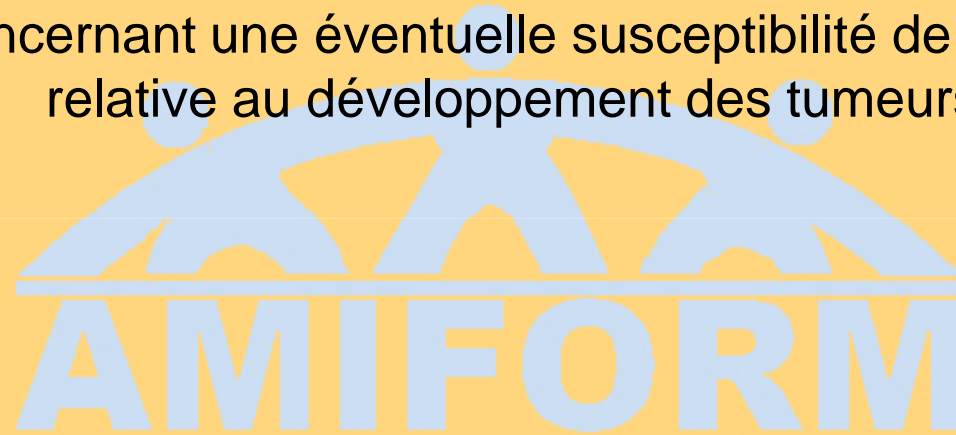 ncernant une éventuelle susceptibilité de
relative au développement des tumeurs
AMIFORM